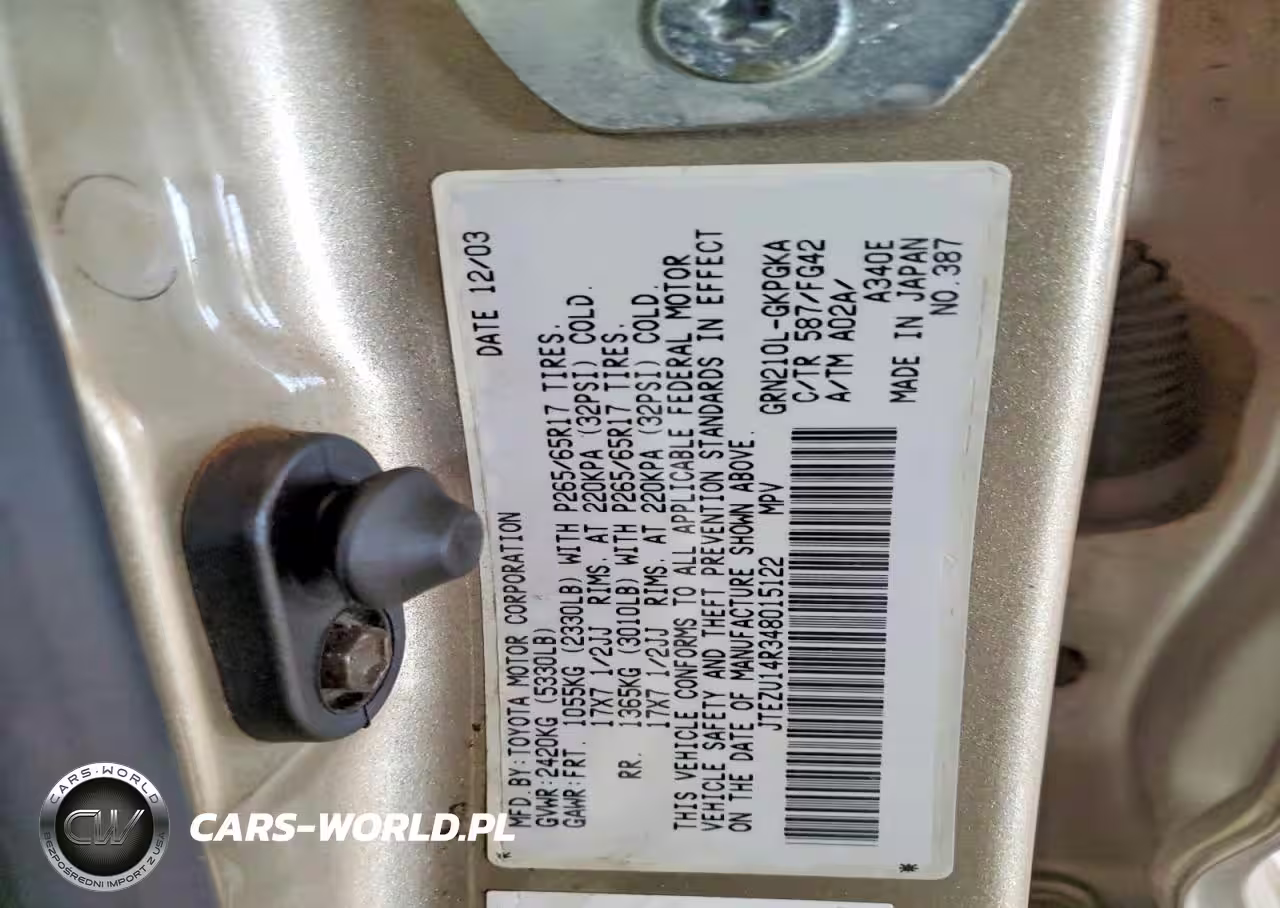 DATE 12/03
MFD.BY:TOYOTA MOTOR CORPORATION
GVWR:2420KG (5330LB)
GAWR:FRT. 1055KG (2330LB) WITH P265/65R17 TIRES.
17X7 1/2JJ RIMS. AT 220KPA (32PSI) COLD.
RR. 1365KG (3010LB) WITH P265/65R17 TIRES.
17X7 1/2JJ RIMS. AT 220KPA (32PSI) COLD.
THIS VEHICLE CONFORMS TO ALL APPLICABLE FEDERAL MOTOR
VEHICLE SAFETY AND THEFT PREVENTION STANDARDS IN EFFECT
ON THE DATE OF MANUFACTURE SHOWN ABOVE.
JTEZU14R348015122 MPV
GRN210L-GKPGKA
C/TR 587/FG42
A/TM A02A/
A340E
MADE IN JAPAN
NO.387
CARS-WORLD
CW
BEZPOŚREDNI IMPORT Z USA
CARS-WORLD.PL